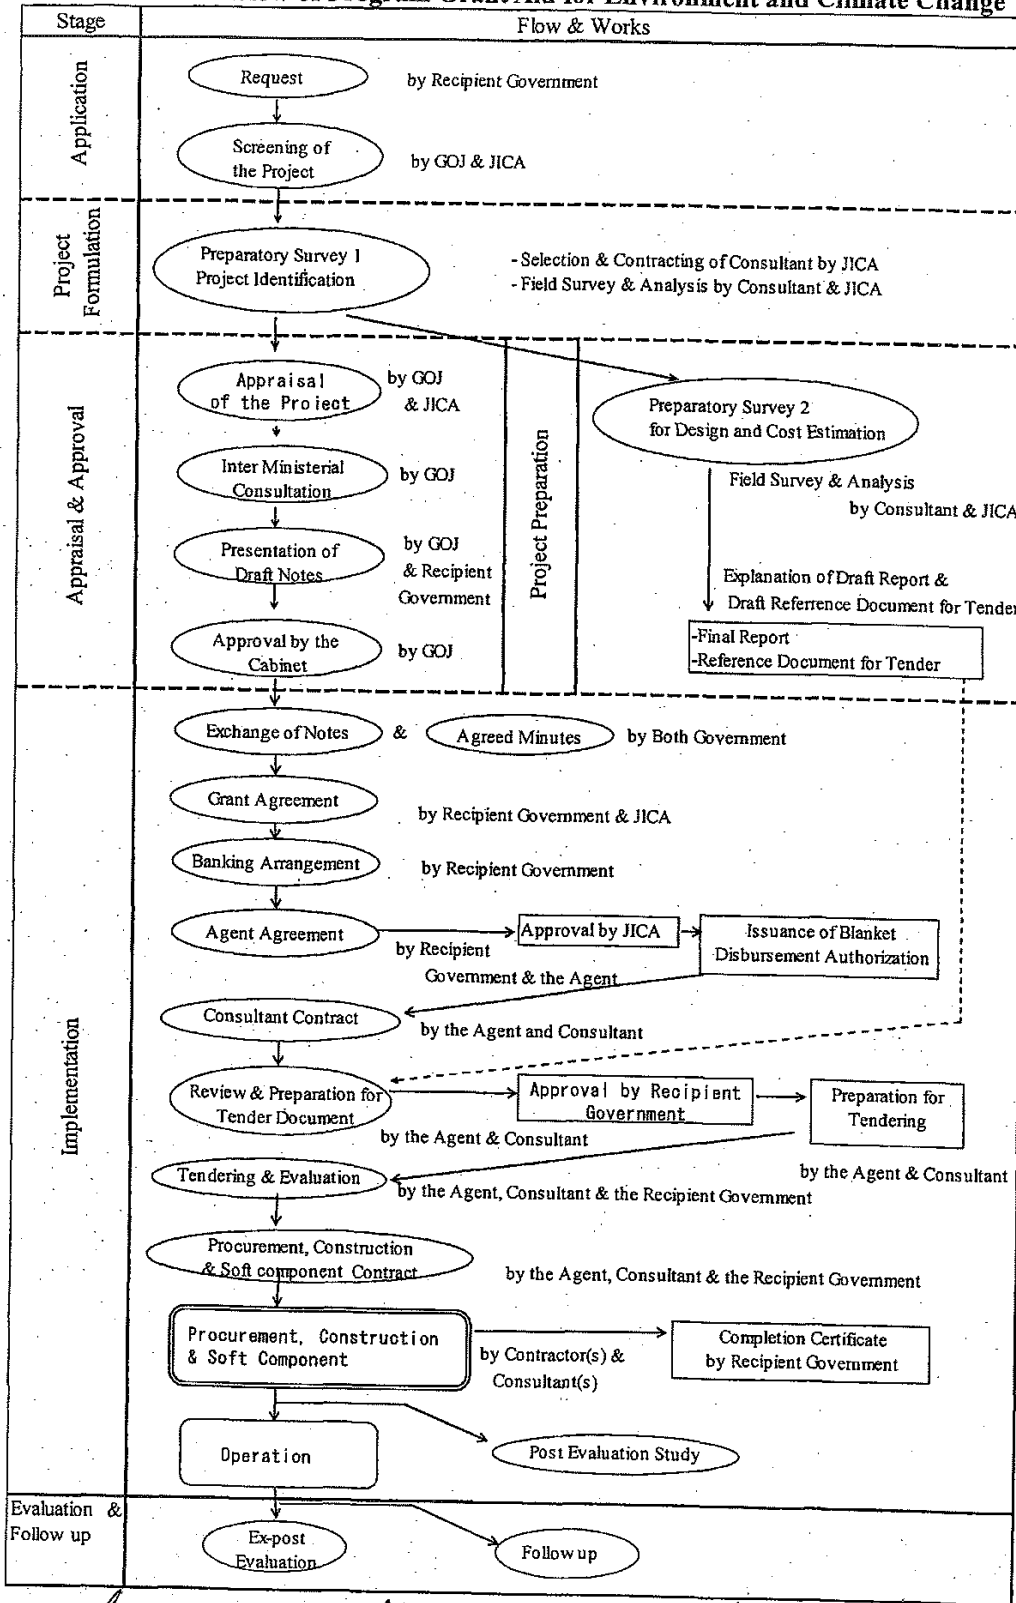 Program Grant Aid for Environment and Climate Change
Stage
Flow & Works
Application
Request
by Recipient Government
Screening of
the Project
by GOJ & JICA
Project
Formulation
Preparatory Survey 1
Project Identification
- Selection & Contracting of Consultant by JICA
- Field Survey & Analysis by Consultant & JICA
Appraisal & Approval
Appraisal
of the Project
by GOJ
& JICA
Inter Ministerial
Consultation
by GOJ
Presentation of
Draft Notes
by GOJ
& Recipient
Government
Approval by the
Cabinet
by GOJ
Project Preparation
Preparatory Survey 2
for Design and Cost Estimation
Field Survey & Analysis
by Consultant & JICA
Explanation of Draft Report &
Draft Referrence Document for Tender
-Final Report
-Reference Document for Tender
Implementation
Exchange of Notes
&
Agreed Minutes
by Both Government
Grant Agreement
by Recipient Government & JICA
Banking Arrangement
by Recipient Government
Agent Agreement
by Recipient
Government & the Agent
Approval by JICA
Issuance of Blanket
Disbursement Authorization
Consultant Contract
by the Agent and Consultant
Review & Preparation for
Tender Document
by the Agent & Consultant
Approval by Recipient
Government
Preparation for
Tendering
by the Agent & Consultant
Tendering & Evaluation
by the Agent, Consultant & the Recipient Government
Procurement, Construction
& Soft component Contract
by the Agent, Consultant & the Recipient Government
Procurement, Construction
& Soft Component
by Contractor(s) &
Consultant(s)
Completion Certificate
by Recipient Government
Operation
Post Evaluation Study
Evaluation &
Follow up
Ex-post
Evaluation
Follow up